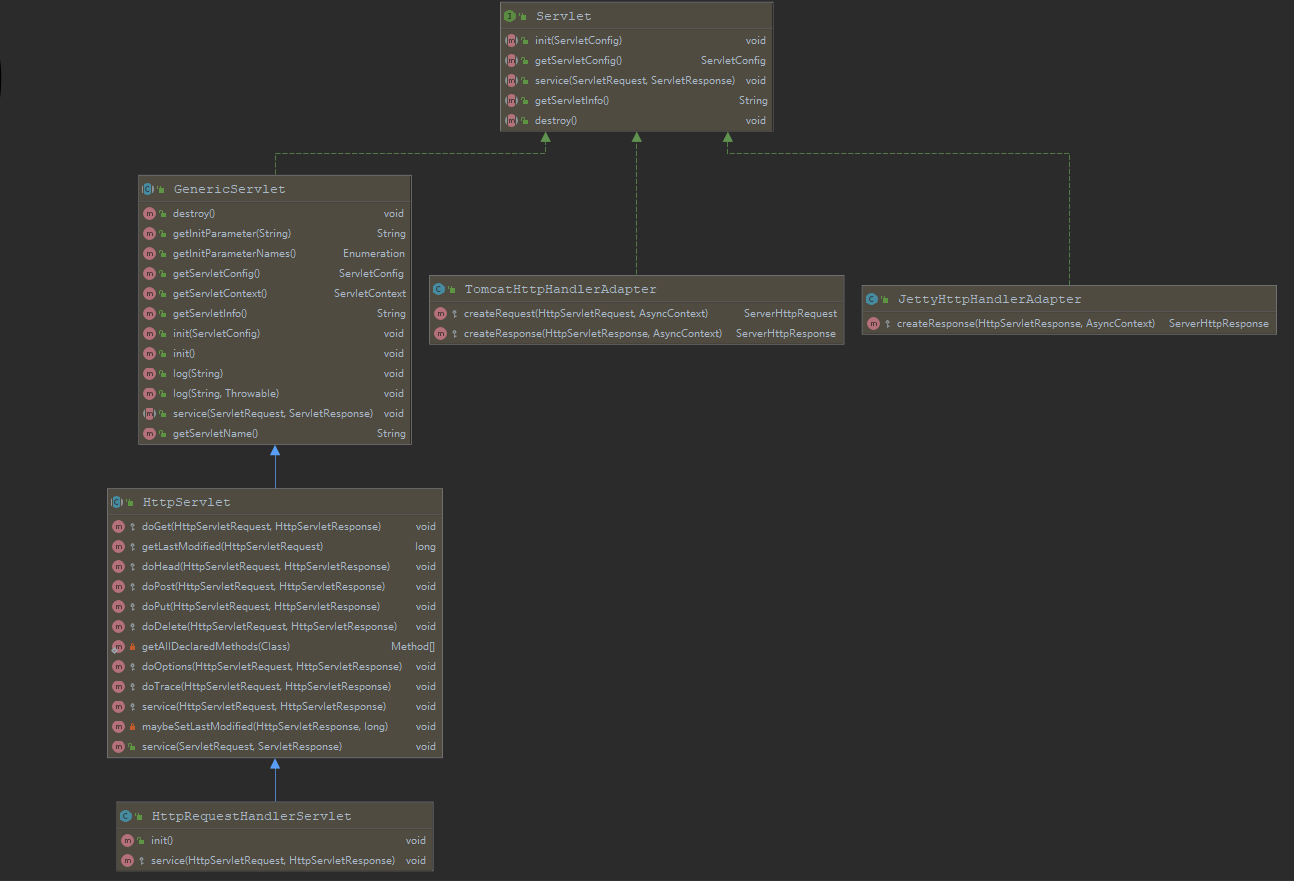 Servlet
init(ServletConfig) void
getServletConfig() ServletConfig
service(ServletRequest, ServletResponse) void
getServletInfo() String
destroy() void
GenericServlet
destroy() void
getInitParameter(String) String
getInitParameterNames() Enumeration
getServletConfig() ServletConfig
getServletContext() ServletContext
getServletInfo() String
init(ServletConfig) void
init() void
log(String) void
log(String, Throwable) void
service(ServletRequest, ServletResponse) void
getServletName() String
TomcatHttpHandlerAdapter
createRequest(HttpServletRequest, AsyncContext) ServerHttpRequest
createResponse(HttpServletResponse, AsyncContext) ServerHttpResponse
JettyHttpHandlerAdapter
createResponse(HttpServletResponse, AsyncContext) ServerHttpResponse
HttpServlet
doGet(HttpServletRequest, HttpServletResponse) void
getLastModified(HttpServletRequest) long
doHead(HttpServletRequest, HttpServletResponse) void
doPost(HttpServletRequest, HttpServletResponse) void
doPut(HttpServletRequest, HttpServletResponse) void
doDelete(HttpServletRequest, HttpServletResponse) void
getAllDeclaredMethods(Class) Method[]
doOptions(HttpServletRequest, HttpServletResponse) void
doTrace(HttpServletRequest, HttpServletResponse) void
service(HttpServletRequest, HttpServletResponse) void
maybeSetLastModified(HttpServletResponse, long) void
service(ServletRequest, ServletResponse) void
HttpRequestHandlerServlet
init() void
service(HttpServletRequest, HttpServletResponse) void